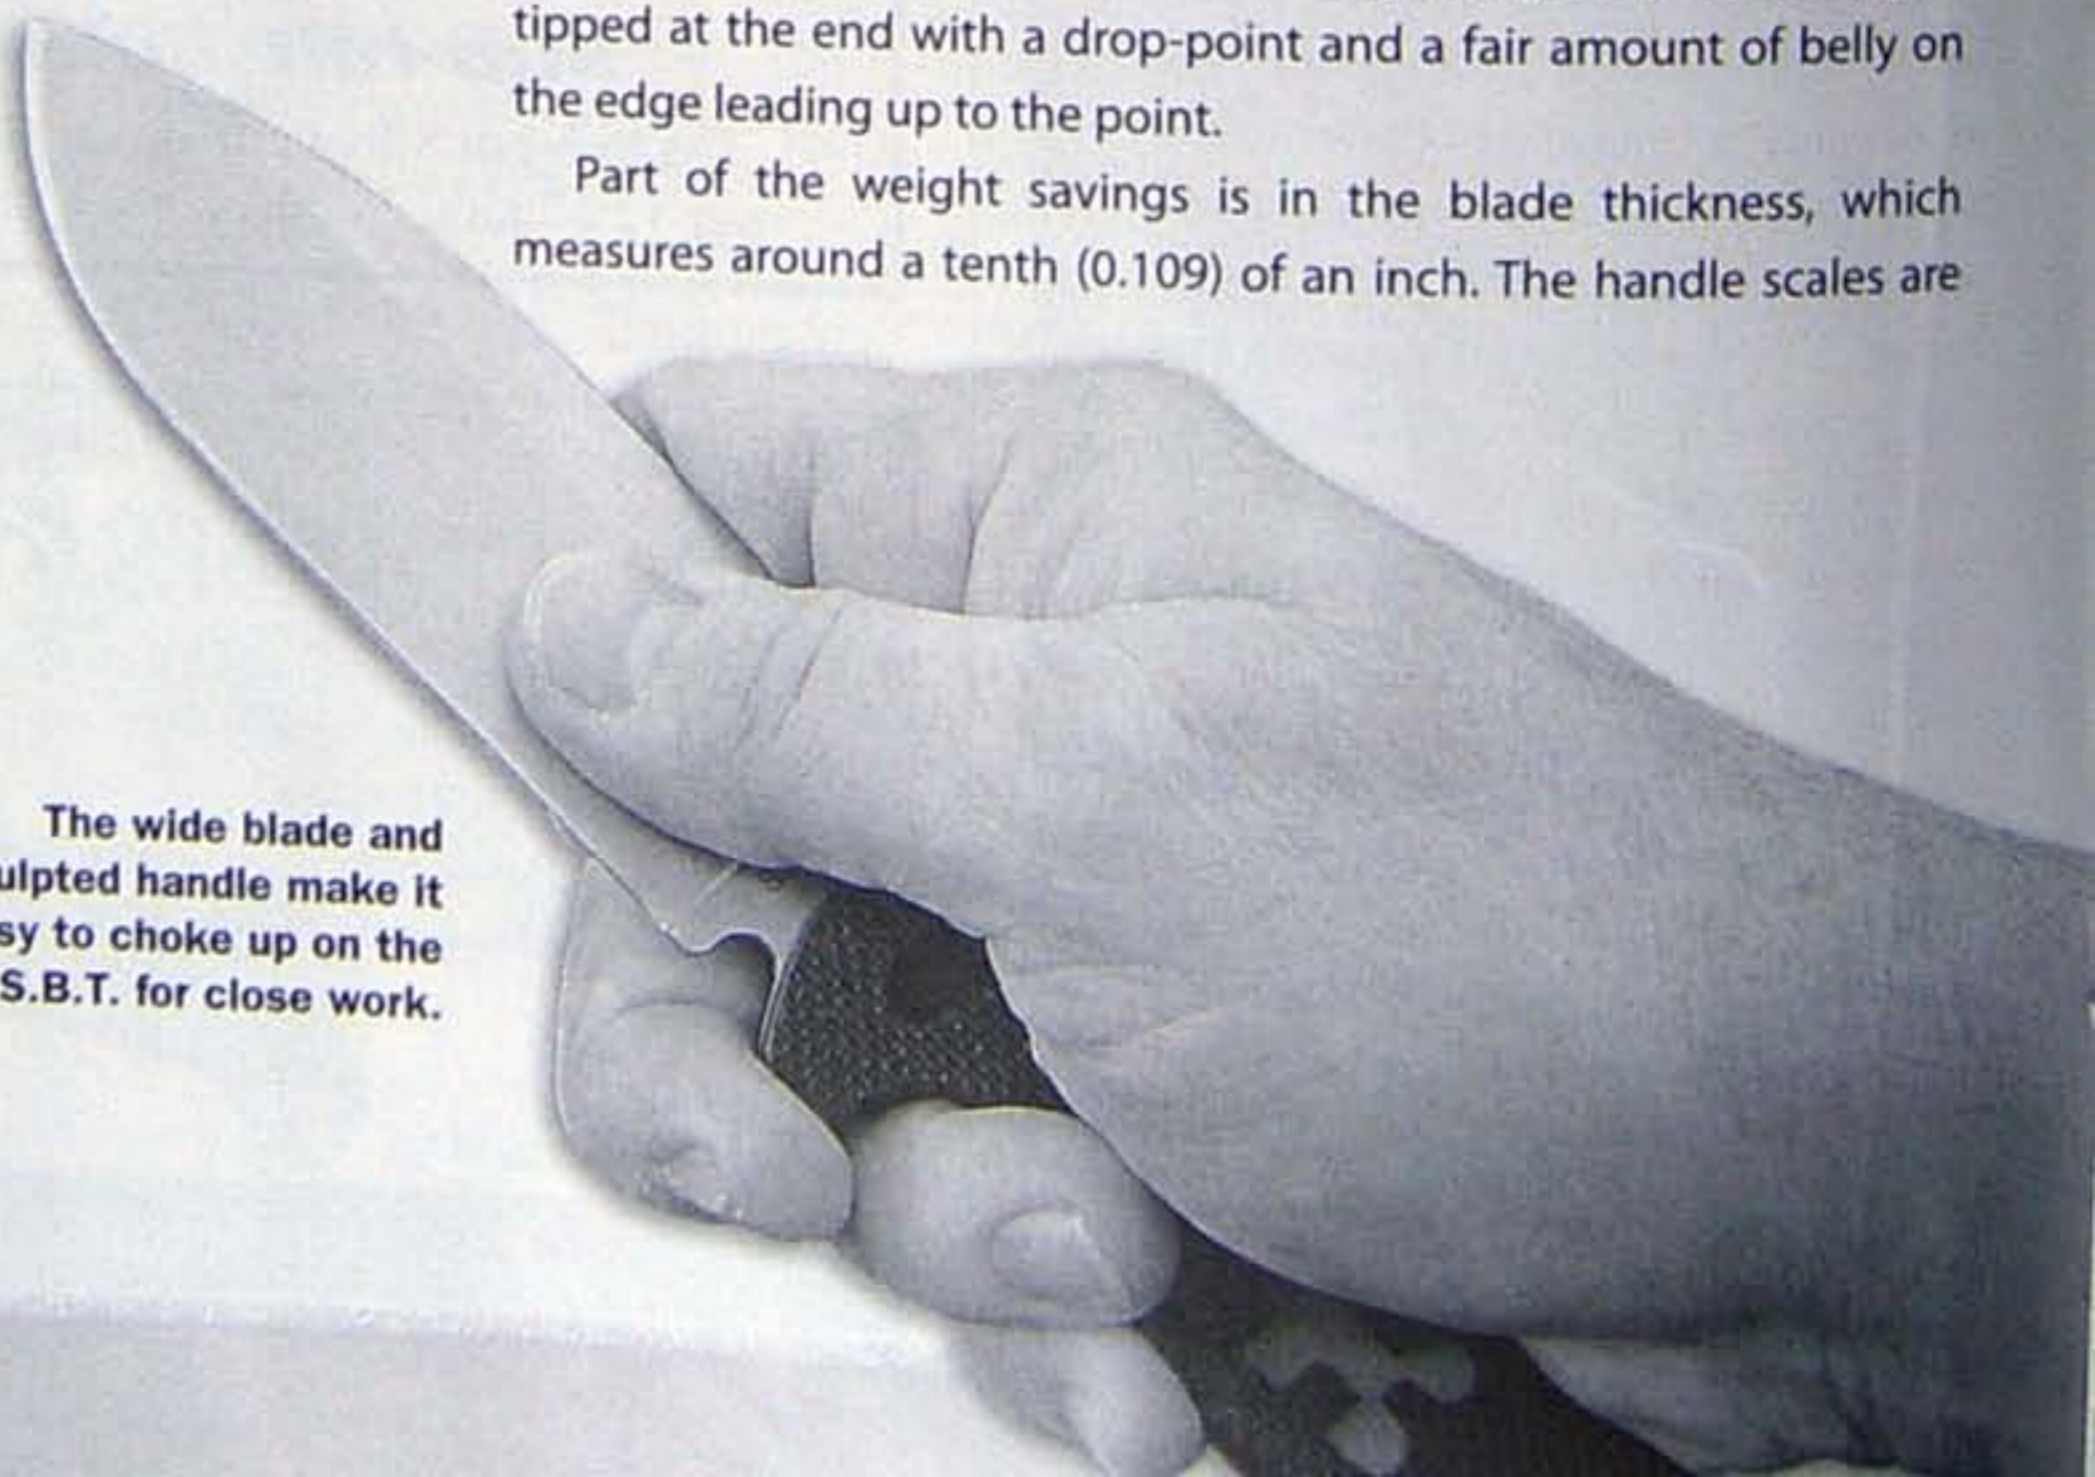 tipped at the end with a drop-point and a fair amount of belly on
the edge leading up to the point.
Part of the weight savings is in the blade thickness, which
measures around a tenth (0.109) of an inch. The handle scales are
The wide blade and
ulpted handle make it
sy to choke up on the
S.B.T. for close work.